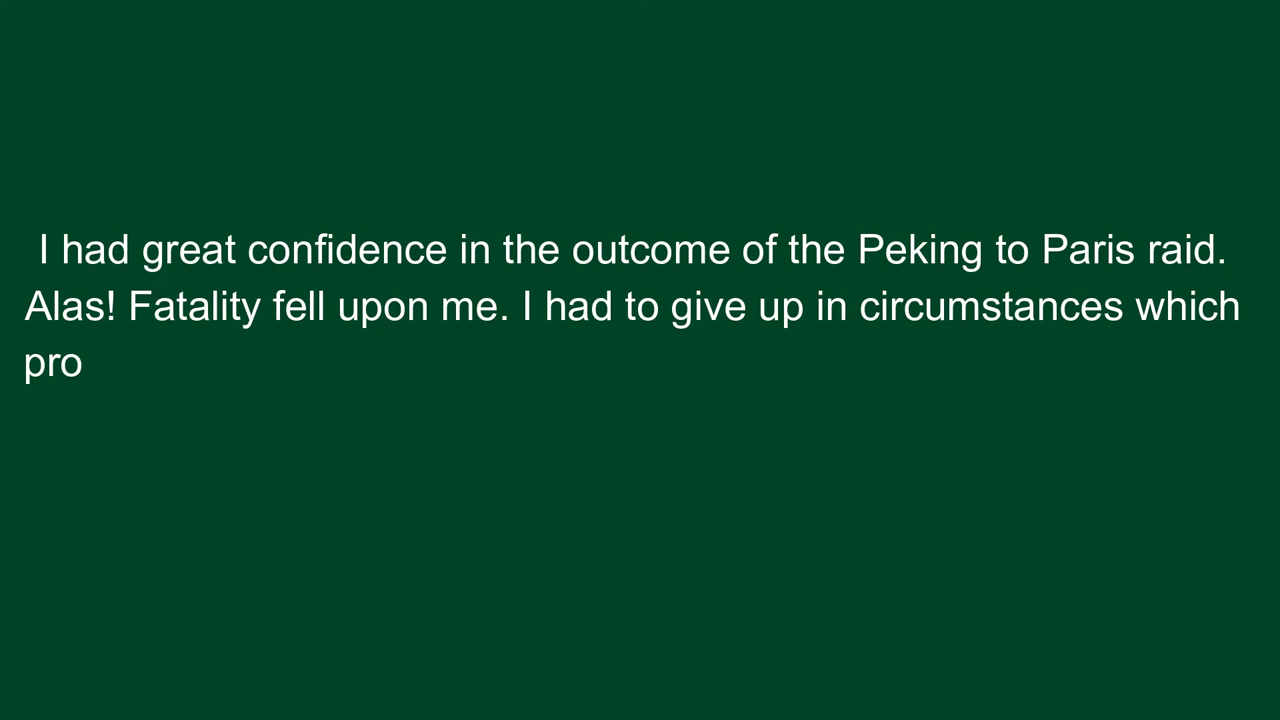 I had great confidence in the outcome of the Peking to Paris raid.
Alas! Fatality fell upon me. I had to give up in circumstances which
pro